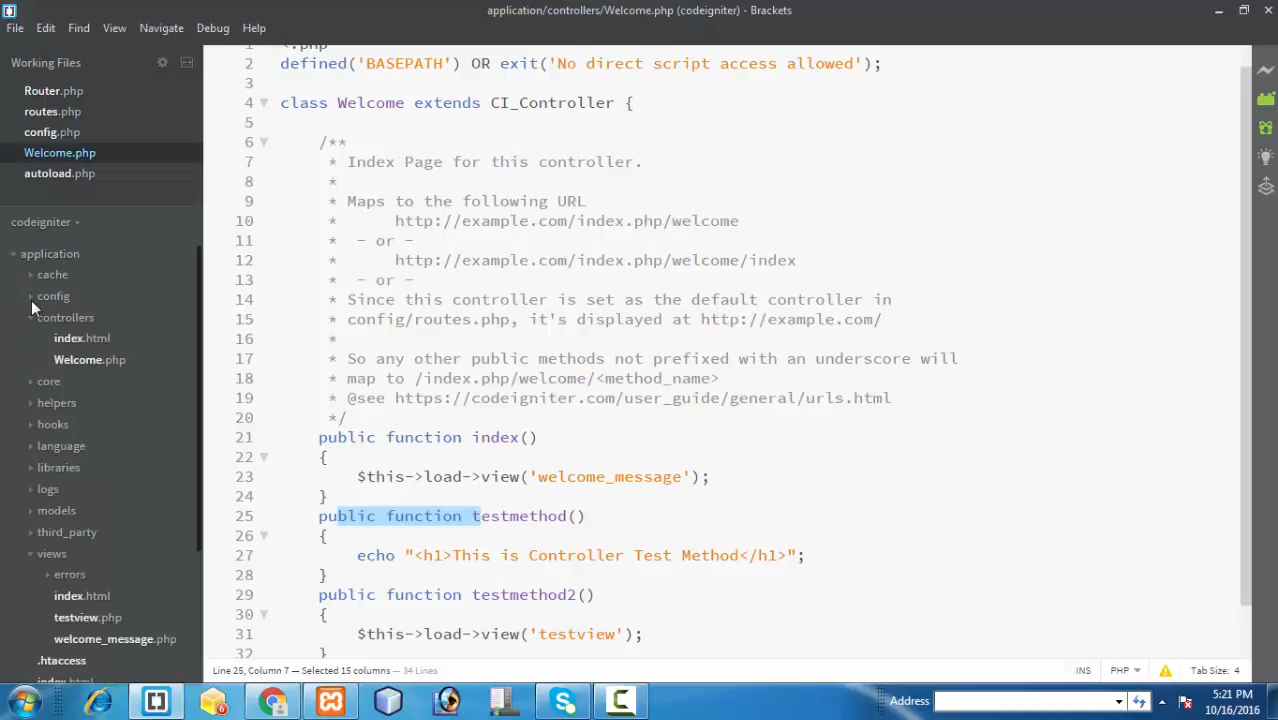 application/controllers/Welcome.php (codeigniter) - Brackets
File Edit Find View Navigate Debug Help
Working Files
Router.php
routes.php
config.php
Welcome.php
autoload.php
codeigniter
application
cache
config
controllers
index.html
Welcome.php
core
helpers
hooks
language
libraries
logs
models
third_party
views
errors
index.html
testview.php
welcome_message.php
.htaccess
index.html
2 defined('BASEPATH') OR exit('No direct script access allowed');
3
4 class Welcome extends CI_Controller {
5
6 /**
7 * Index Page for this controller.
8 *
9 * Maps to the following URL
10 * http://example.com/index.php/welcome
11 * - or -
12 * http://example.com/index.php/welcome/index
13 * - or -
14 * Since this controller is set as the default controller in
15 * config/routes.php, it's displayed at http://example.com/
16 *
17 * So any other public methods not prefixed with an underscore will
18 * map to /index.php/welcome/<method_name>
19 * @see https://codeigniter.com/user_guide/general/urls.html
20 */
21 public function index()
22 {
23 $this->load->view('welcome_message');
24 }
25 public function testmethod()
26 {
27 echo "<h1>This is Controller Test Method</h1>";
28 }
29 public function testmethod2()
30 {
31 $this->load->view('testview');
32 }
Line 25, Column 7 — Selected 15 columns — 34 Lines
INS PHP Tab Size: 4
Address
5:21 PM
10/16/2016